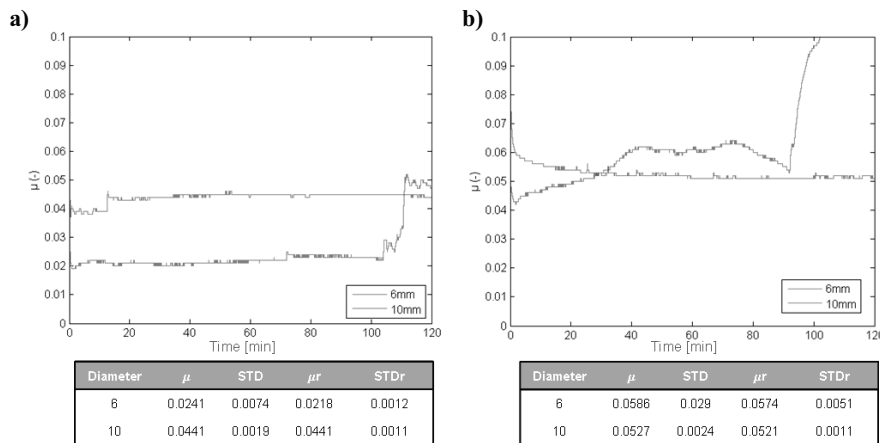 a)
0.1
0.09
0.08
0.07
0.06
0.05
0.04
0.03
0.02
0.01
0
μ (-)
0 20 40 60 80 100 120
Time [min]
6mm
10mm
Diameter μ STD μr STDr
6 0.0241 0.0074 0.0218 0.0012
10 0.0441 0.0019 0.0441 0.0011
b)
0.1
0.09
0.08
0.07
0.06
0.05
0.04
0.03
0.02
0.01
0
μ (-)
0 20 40 60 80 100 120
Time [min]
6mm
10mm
Diameter μ STD μr STDr
6 0.0586 0.029 0.0574 0.0051
10 0.0527 0.0024 0.0521 0.0011